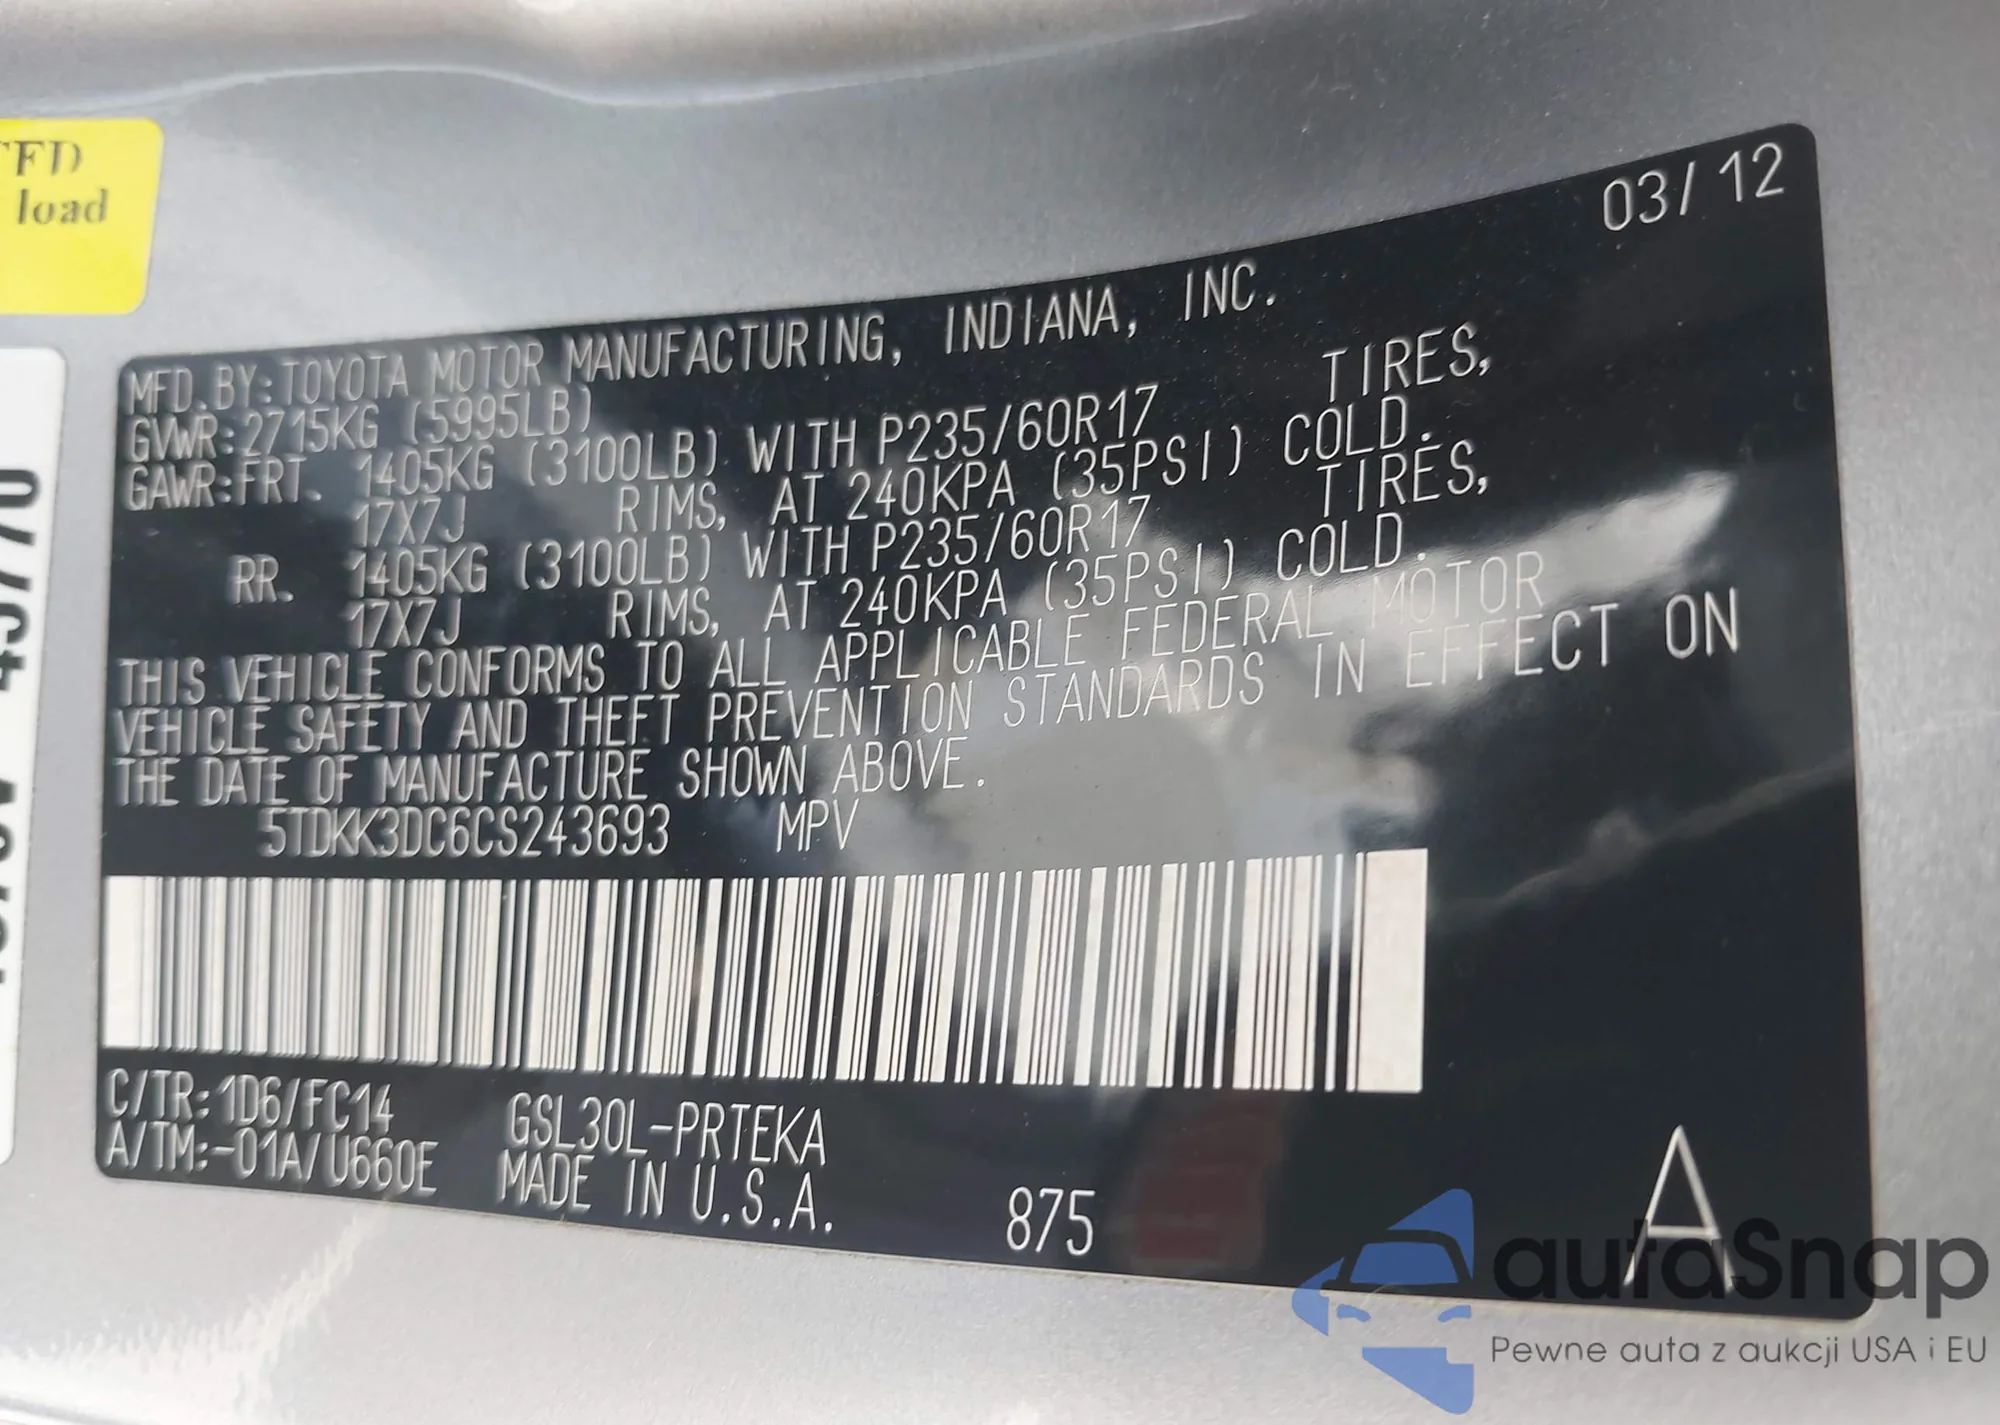 FD
load
03/12
MFD. BY: TOYOTA MOTOR MANUFACTURING, INDIANA, INC.
GVWR: 2715KG (5995LB)
GAWR: FRT. 1405KG (3100LB) WITH P235/60R17 TIRES,
17X7J RIMS, AT 240KPA (35PSI) COLD.
RR. 1405KG (3100LB) WITH P235/60R17 TIRES,
17X7J RIMS, AT 240KPA (35PSI) COLD.
THIS VEHICLE CONFORMS TO ALL APPLICABLE FEDERAL MOTOR
VEHICLE SAFETY AND THEFT PREVENTION STANDARDS IN EFFECT ON
THE DATE OF MANUFACTURE SHOWN ABOVE.
5TDKK3DC6CS243693 MPV
C/TR: 1D6/FC14 GSL30L-PRTEKA
A/TM: -01A/U660E MADE IN U.S.A.
875
A
autoSnap
Pewne auta z aukcji USA i EU